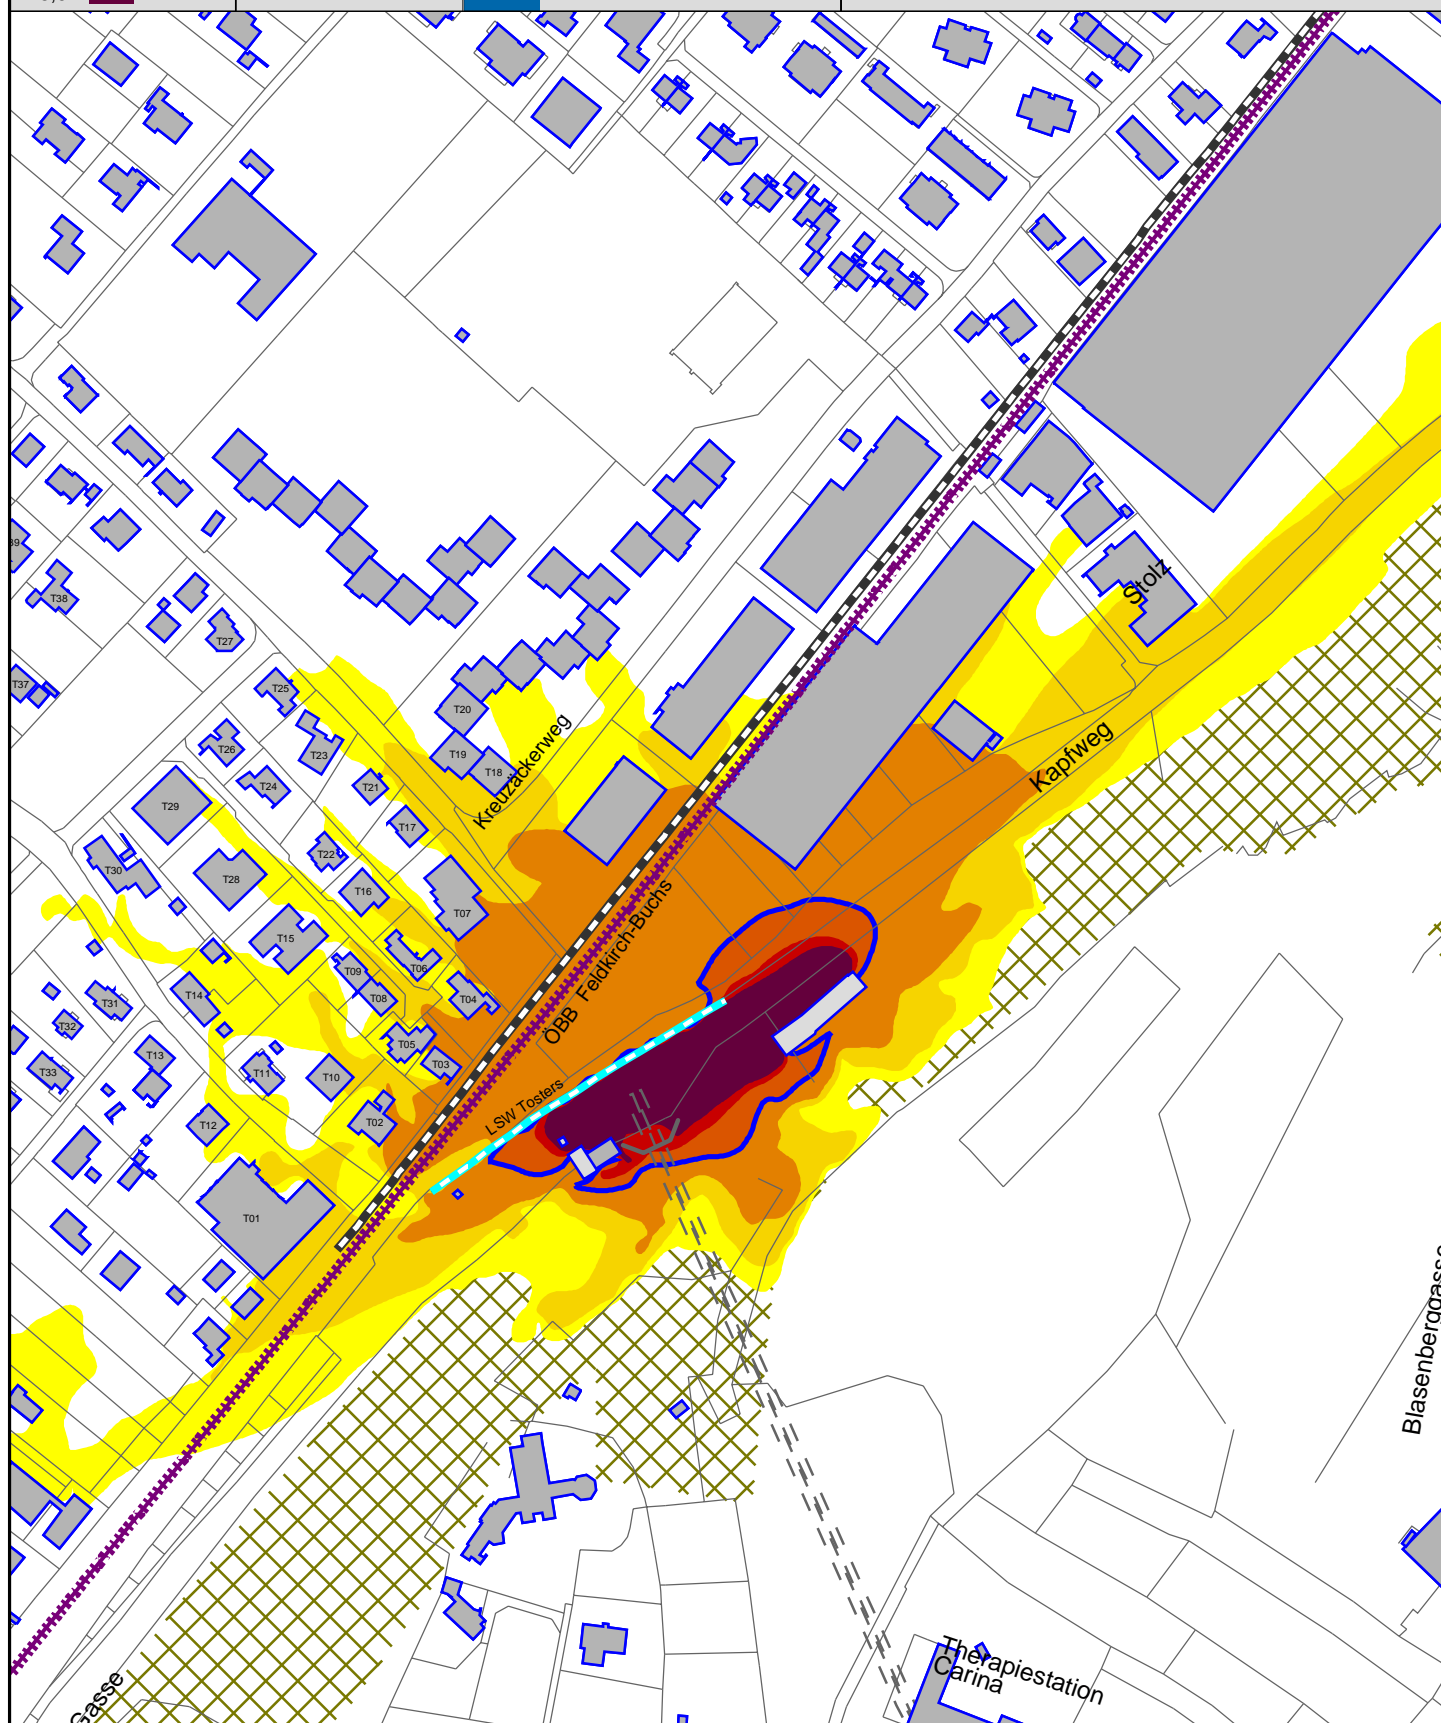 T38
T27
T37
T25
T20
T26
T23
T19
T18
Kreuzäckerweg
Stolz
T24
T21
T29
T17
Kapfweg
T22
T30
T28
T16
T07
T15
T06
T09
T08
T04
ÖBB Feldkirch-Buchs
T14
T31
T32
T05
T03
T13
T33
T11
T10
LSW Tosters
T12
T02
T01
Blasenberggasse
Therapiestation
Carina
Gasse